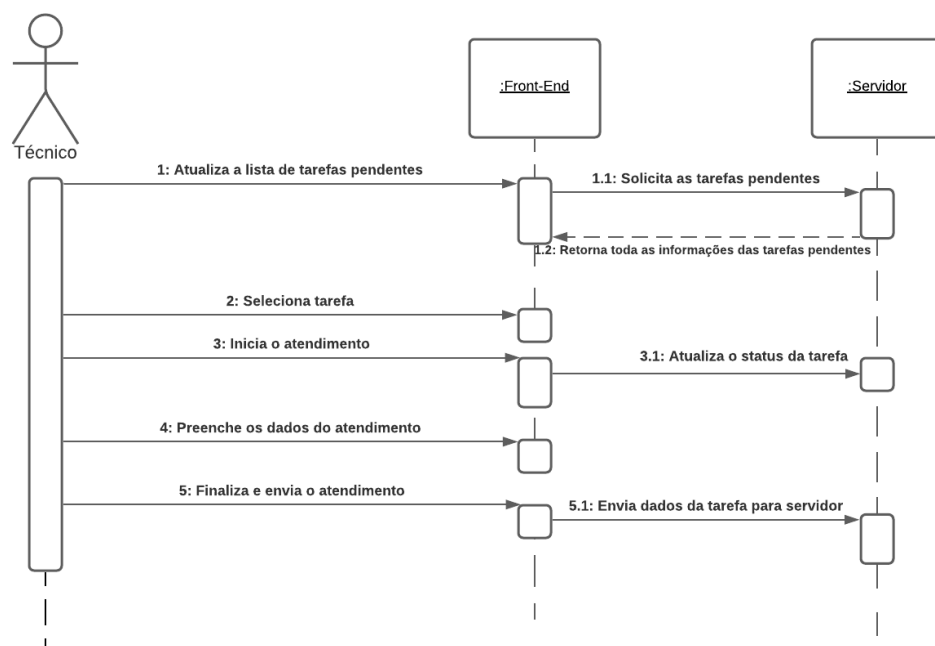 :Front-End
:Servidor
Técnico
1: Atualiza a lista de tarefas pendentes
1.1: Solicita as tarefas pendentes
1.2: Retorna toda as informações das tarefas pendentes
2: Seleciona tarefa
3: Inicia o atendimento
3.1: Atualiza o status da tarefa
4: Preenche os dados do atendimento
5: Finaliza e envia o atendimento
5.1: Envia dados da tarefa para servidor